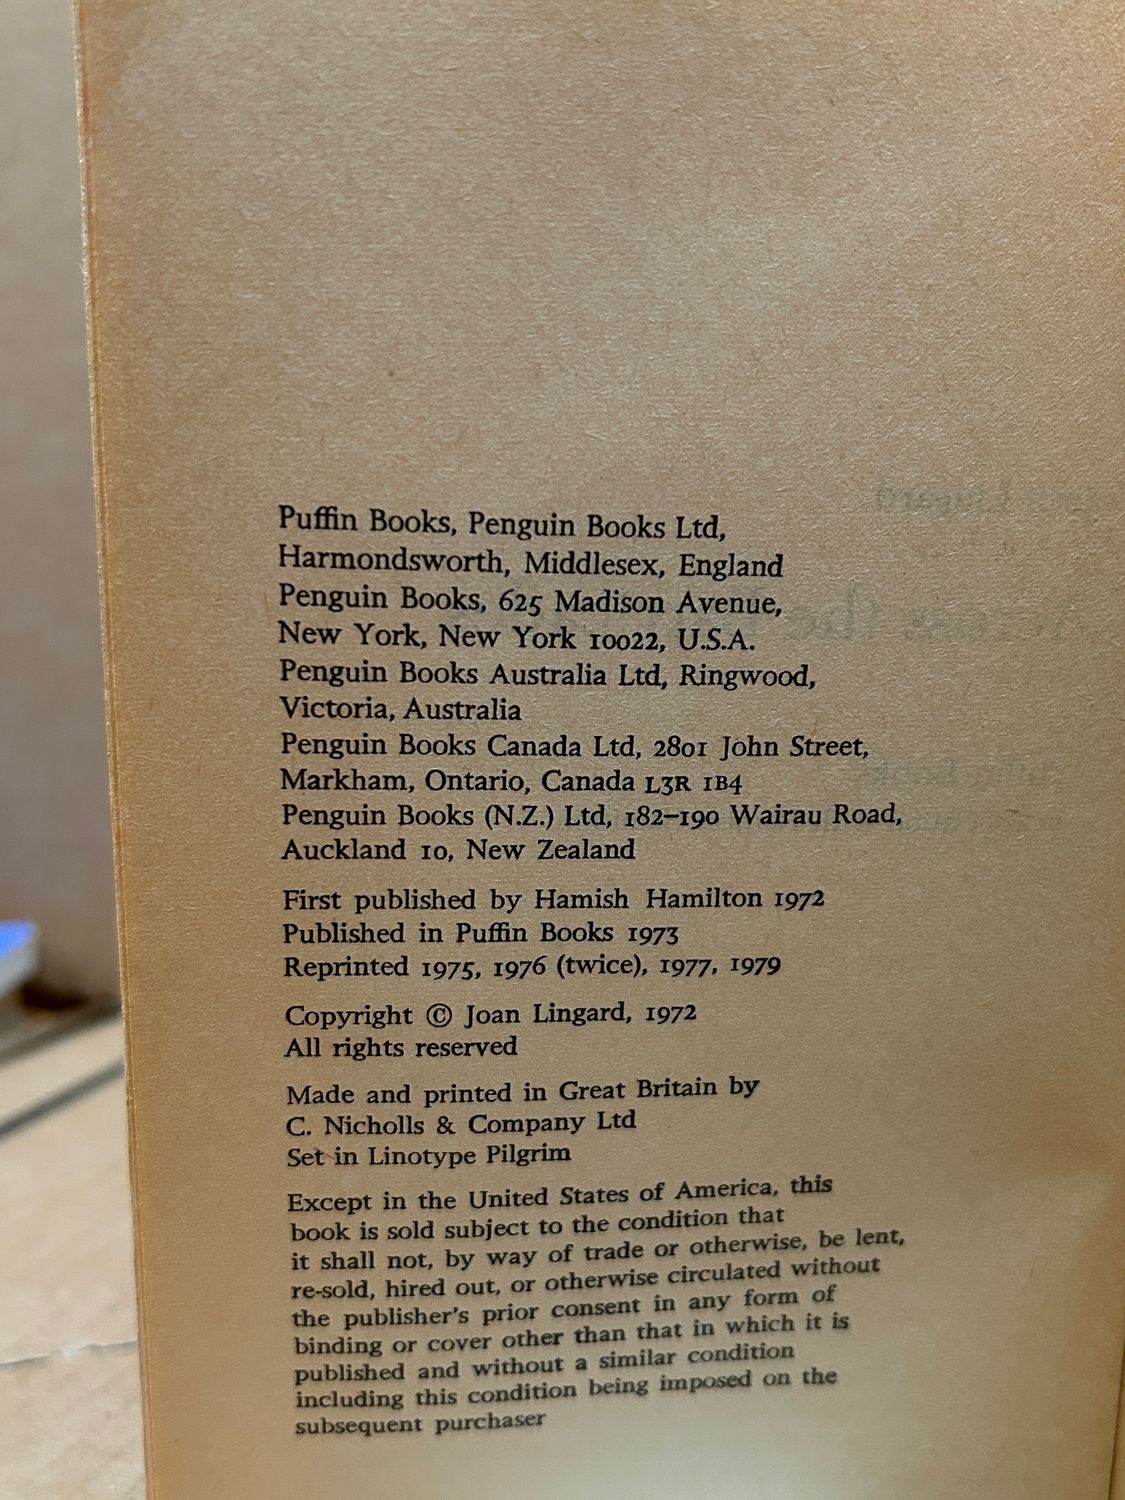 Puffin Books, Penguin Books Ltd,
Harmondsworth, Middlesex, England
Penguin Books, 625 Madison Avenue,
New York, New York 10022, U.S.A.
Penguin Books Australia Ltd, Ringwood,
Victoria, Australia
Penguin Books Canada Ltd, 2801 John Street,
Markham, Ontario, Canada L3R 1B4
Penguin Books (N.Z.) Ltd, 182–190 Wairau Road,
Auckland 10, New Zealand
First published by Hamish Hamilton 1972
Published in Puffin Books 1973
Reprinted 1975, 1976 (twice), 1977, 1979
Copyright © Joan Lingard, 1972
All rights reserved
Made and printed in Great Britain by
C. Nicholls & Company Ltd
Set in Linotype Pilgrim
Except in the United States of America, this
book is sold subject to the condition that
it shall not, by way of trade or otherwise, be lent,
re-sold, hired out, or otherwise circulated without
the publisher's prior consent in any form of
binding or cover other than that in which it is
published and without a similar condition
including this condition being imposed on the
subsequent purchaser